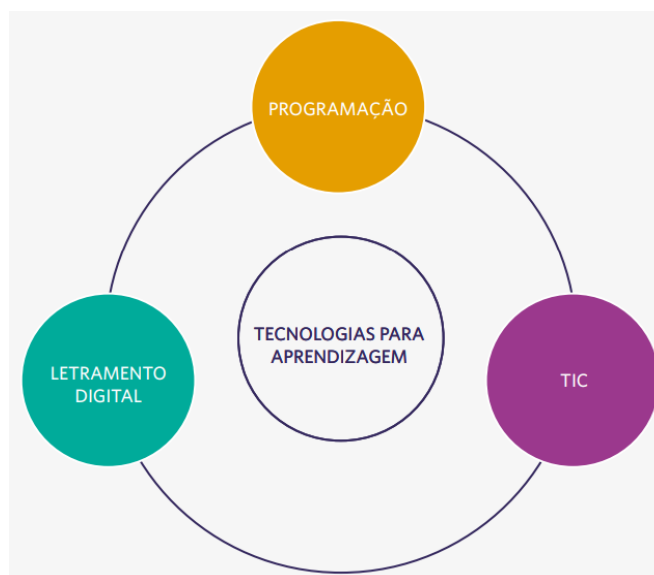 PROGRAMAÇÃO
TECNOLOGIAS PARA
APRENDIZAGEM
LETRAMENTO
DIGITAL
TIC